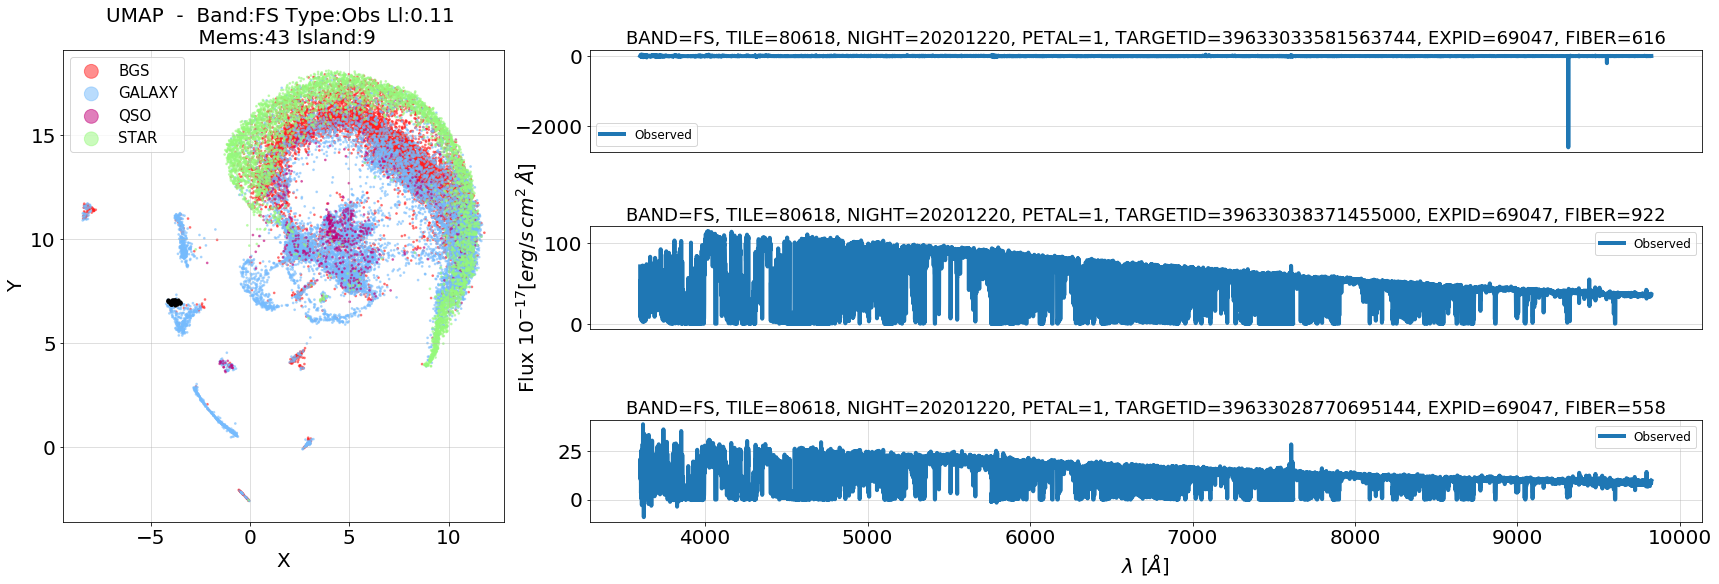 UMAP - Band:FS Type:Obs Ll:0.11
Mems:43 Island:9
BGS
GALAXY
QSO
STAR
15
10
5
0
Y
−5
0
5
10
X
BAND=FS, TILE=80618, NIGHT=20201220, PETAL=1, TARGETID=39633033581563744, EXPID=69047, FIBER=616
0
−2000
Observed
BAND=FS, TILE=80618, NIGHT=20201220, PETAL=1, TARGETID=39633038371455000, EXPID=69047, FIBER=922
100
0
Observed
Flux 10⁻¹⁷[erg/s cm² Å]
BAND=FS, TILE=80618, NIGHT=20201220, PETAL=1, TARGETID=39633028770695144, EXPID=69047, FIBER=558
25
0
Observed
4000
5000
6000
7000
8000
9000
10000
λ [Å]